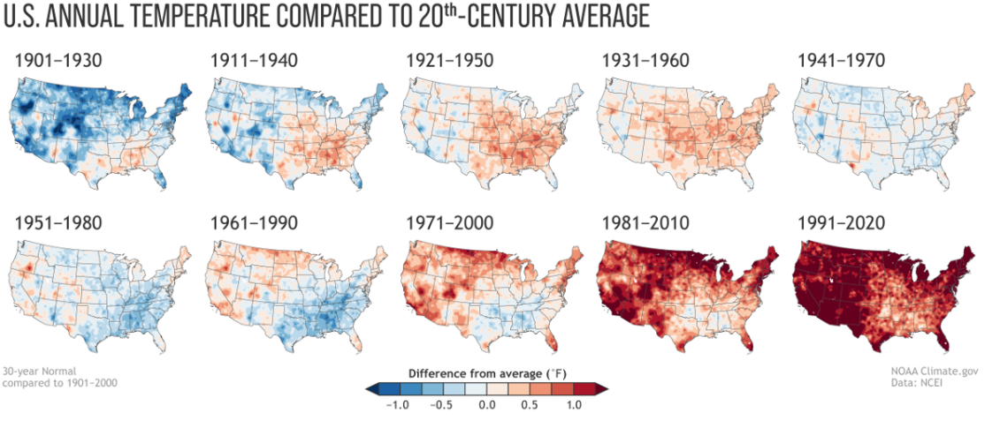 U.S. ANNUAL TEMPERATURE COMPARED TO 20th-CENTURY AVERAGE
1901–1930
1911–1940
1921–1950
1931–1960
1941–1970
1951–1980
1961–1990
1971–2000
1981–2010
1991–2020
30-year Normal
compared to 1901–2000
Difference from average (°F)
−1.0 −0.5 0.0 0.5 1.0
NOAA Climate.gov
Data: NCEI